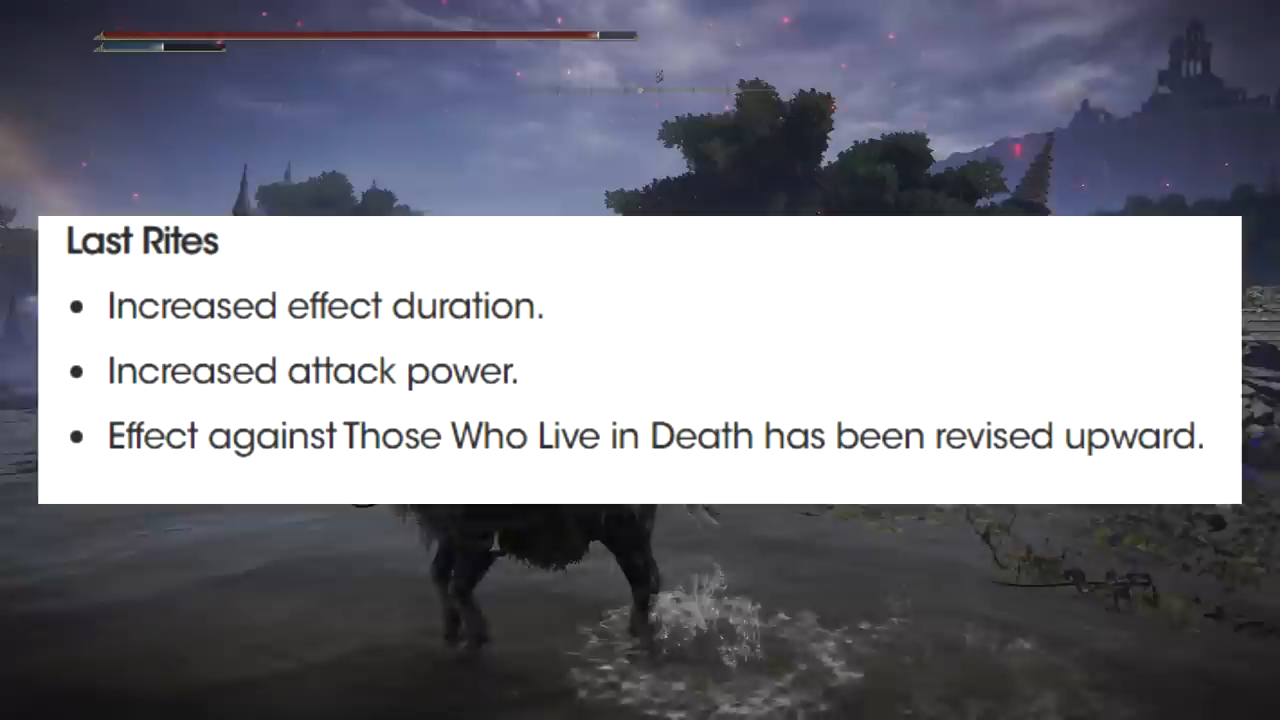 Last Rites
• Increased effect duration.
• Increased attack power.
• Effect against Those Who Live in Death has been revised upward.